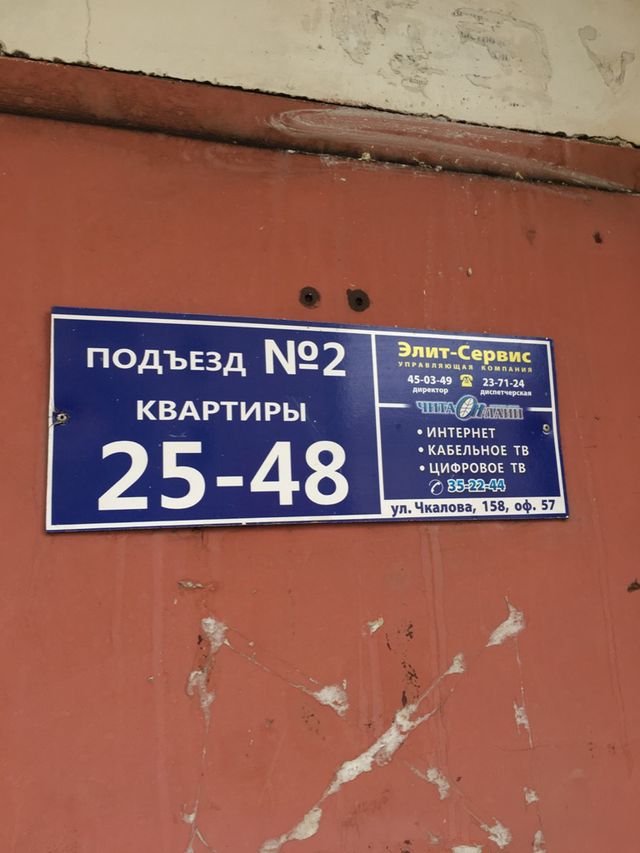 ПОДЪЕЗД №2
КВАРТИРЫ
25-48
Элит-Сервис
УПРАВЛЯЮЩАЯ КОМПАНИЯ
45-03-49 23-71-24
директор диспетчерская
ЧИТА ОНЛАЙН
• ИНТЕРНЕТ
• КАБЕЛЬНОЕ ТВ
• ЦИФРОВОЕ ТВ
35-22-44
ул. Чкалова, 158, оф. 57